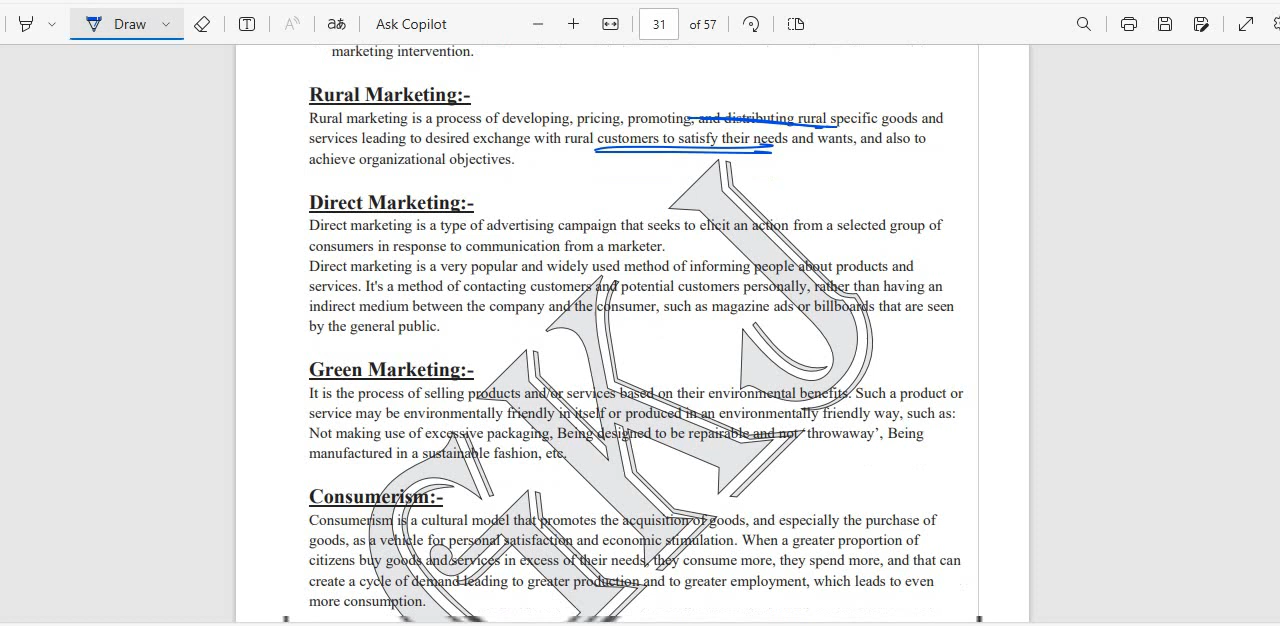 Draw
aあ
Ask Copilot
31 of 57
marketing intervention.
Rural Marketing:-
Rural marketing is a process of developing, pricing, promoting, and distributing rural specific goods and
services leading to desired exchange with rural customers to satisfy their needs and wants, and also to
achieve organizational objectives.
Direct Marketing:-
Direct marketing is a type of advertising campaign that seeks to elicit an action from a selected group of
consumers in response to communication from a marketer.
Direct marketing is a very popular and widely used method of informing people about products and
services. It's a method of contacting customers and potential customers personally, rather than having an
indirect medium between the company and the consumer, such as magazine ads or billboards that are seen
by the general public.
Green Marketing:-
It is the process of selling products and/or services based on their environmental benefits. Such a product or
service may be environmentally friendly in itself or produced in an environmentally friendly way, such as:
Not making use of excessive packaging, Being designed to be repairable and not ‘throwaway’, Being
manufactured in a sustainable fashion, etc.
Consumerism:-
Consumerism is a cultural model that promotes the acquisition of goods, and especially the purchase of
goods, as a vehicle for personal satisfaction and economic stimulation. When a greater proportion of
citizens buy goods and services in excess of their needs, they consume more, they spend more, and that can
create a cycle of demand leading to greater production and to greater employment, which leads to even
more consumption.